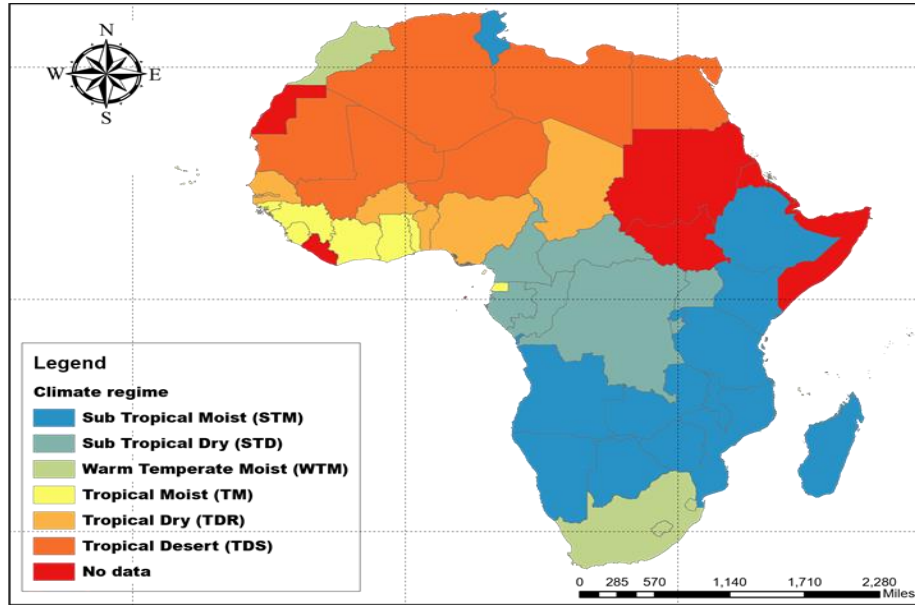 N
W E
S
Legend
Climate regime
Sub Tropical Moist (STM)
Sub Tropical Dry (STD)
Warm Temperate Moist (WTM)
Tropical Moist (TM)
Tropical Dry (TDR)
Tropical Desert (TDS)
No data
0 285 570 1,140 1,710 2,280
Miles